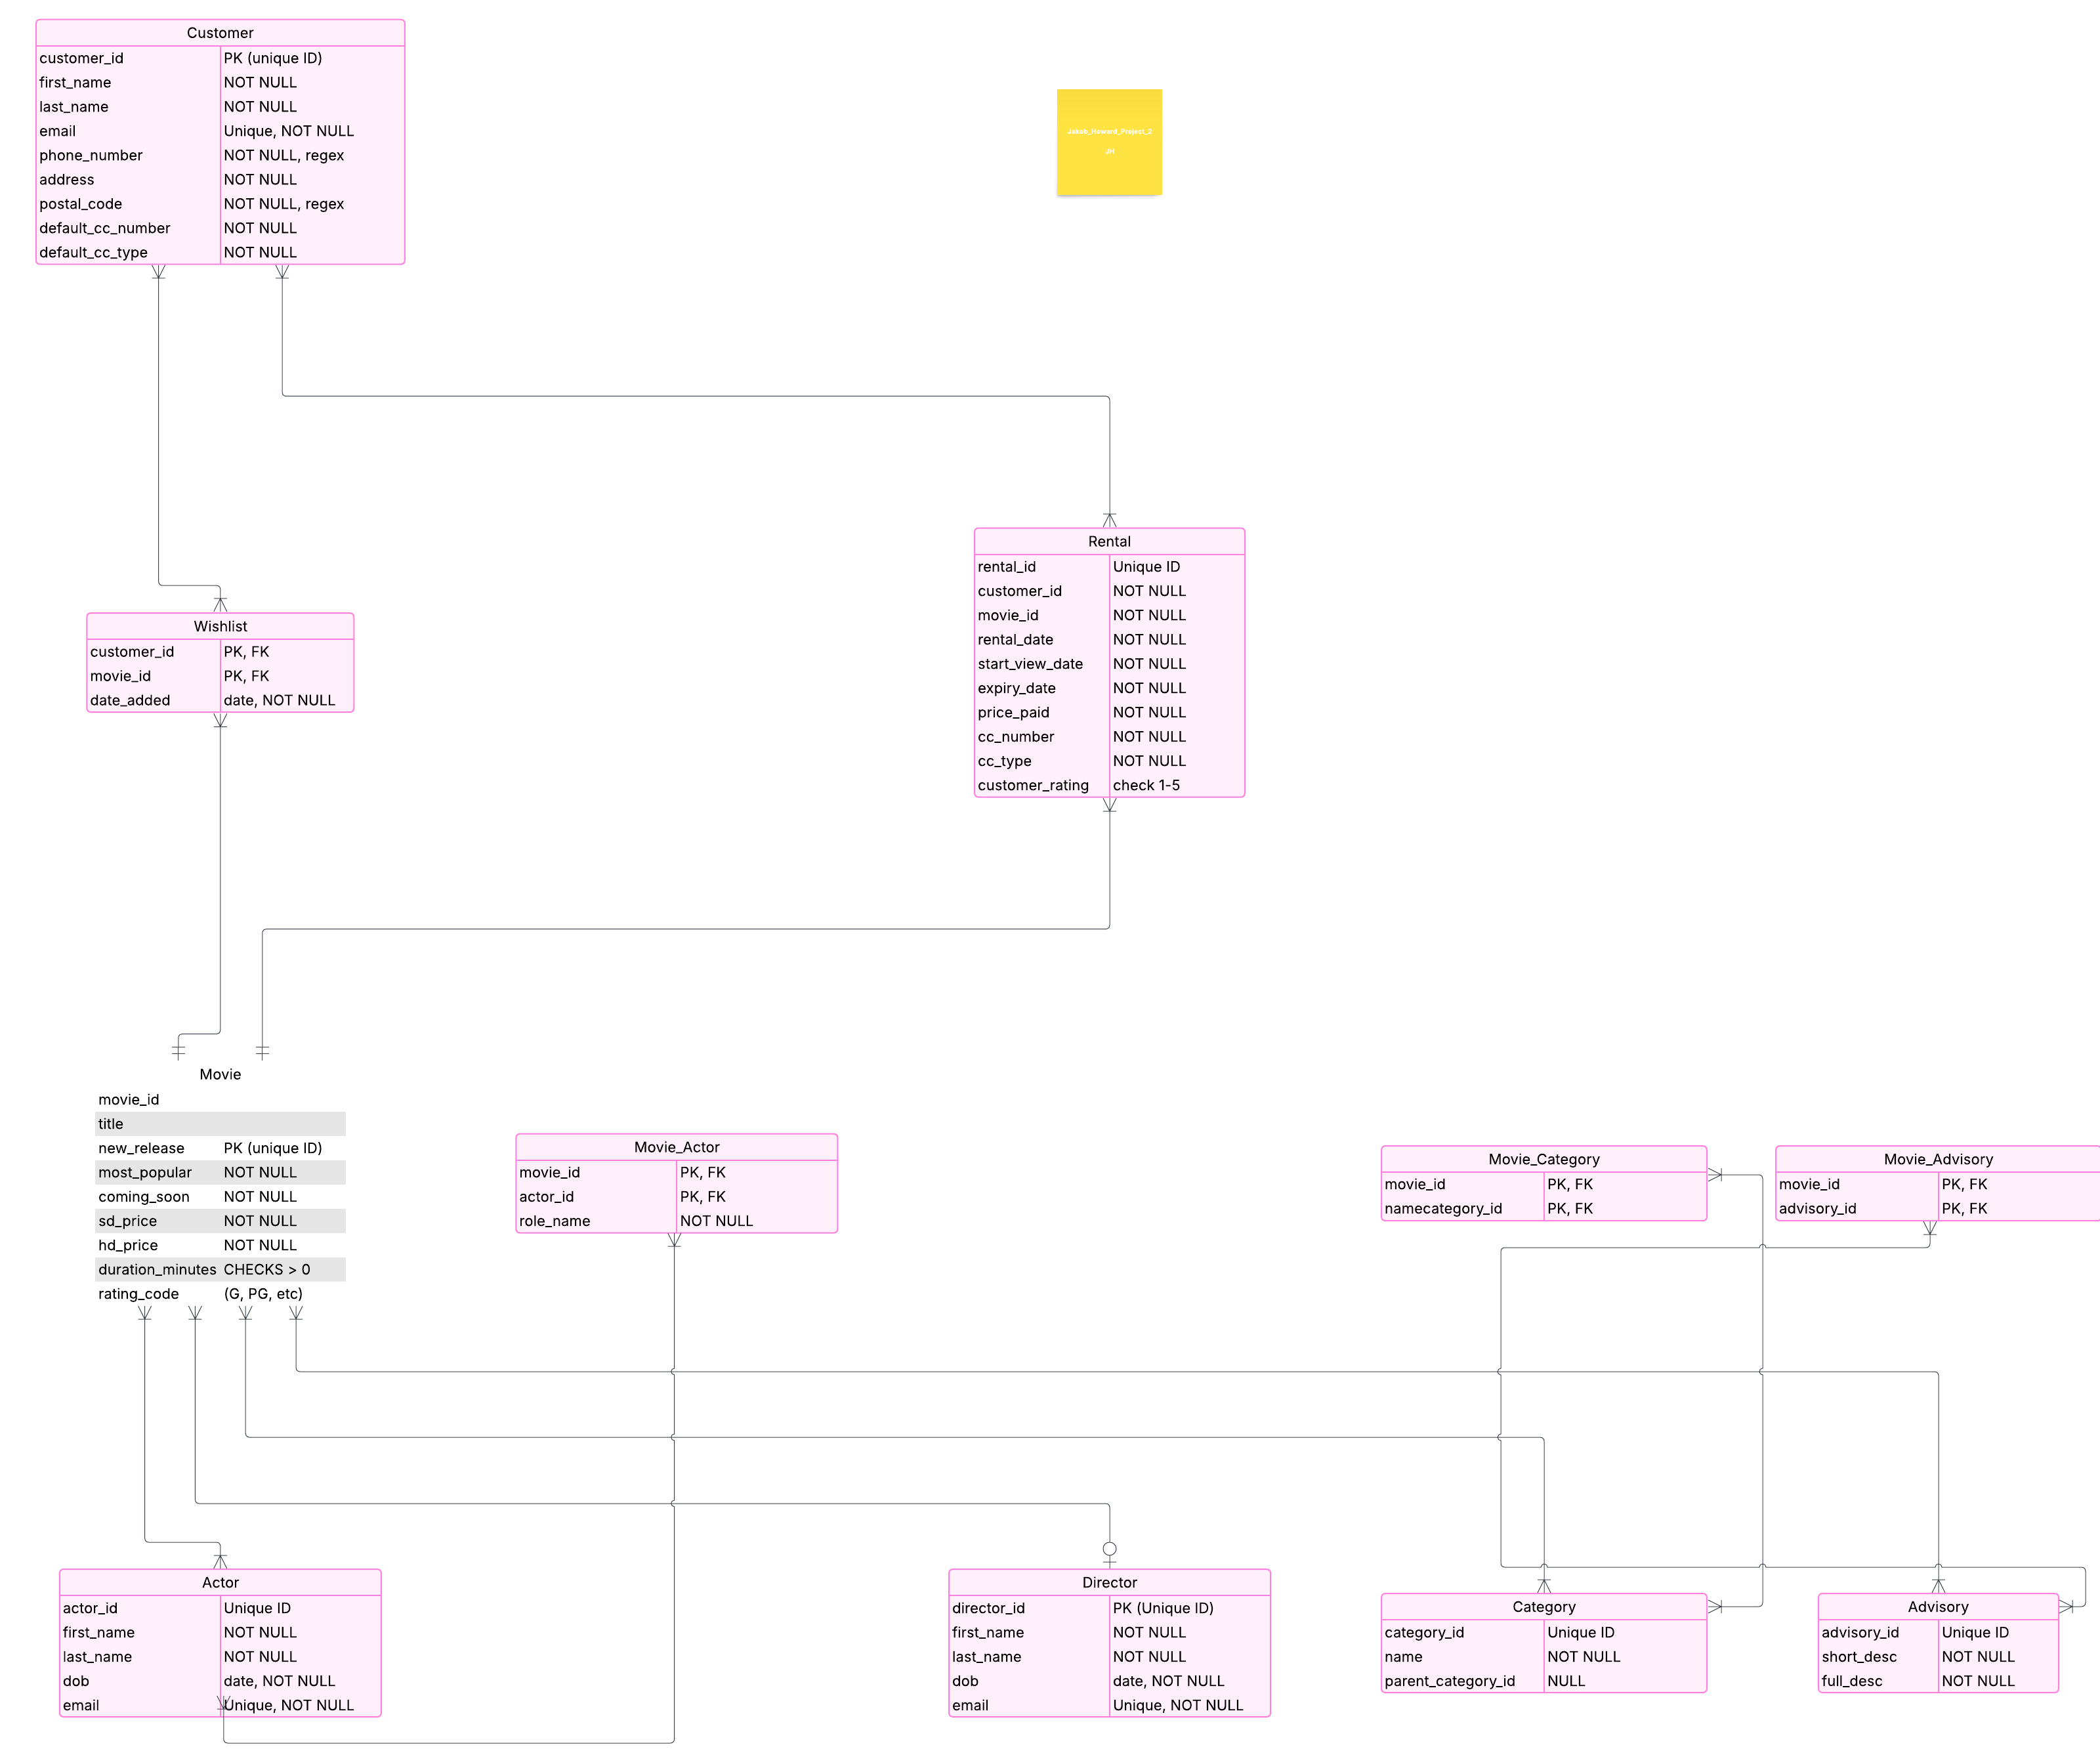 Customer
customer_id PK (unique ID)
first_name NOT NULL
last_name NOT NULL
email Unique, NOT NULL
phone_number NOT NULL, regex
address NOT NULL
postal_code NOT NULL, regex
default_cc_number NOT NULL
default_cc_type NOT NULL
Jakob_Howard_Project_2
JH
Rental
rental_id Unique ID
customer_id NOT NULL
movie_id NOT NULL
rental_date NOT NULL
start_view_date NOT NULL
expiry_date NOT NULL
price_paid NOT NULL
cc_number NOT NULL
cc_type NOT NULL
customer_rating check 1-5
Wishlist
customer_id PK, FK
movie_id PK, FK
date_added date, NOT NULL
Movie
movie_id
title
new_release PK (unique ID)
most_popular NOT NULL
coming_soon NOT NULL
sd_price NOT NULL
hd_price NOT NULL
duration_minutes CHECKS > 0
rating_code (G, PG, etc)
Movie_Actor
movie_id PK, FK
actor_id PK, FK
role_name NOT NULL
Movie_Category
movie_id PK, FK
namecategory_id PK, FK
Movie_Advisory
movie_id PK, FK
advisory_id PK, FK
Actor
actor_id Unique ID
first_name NOT NULL
last_name NOT NULL
dob date, NOT NULL
email Unique, NOT NULL
Director
director_id PK (Unique ID)
first_name NOT NULL
last_name NOT NULL
dob date, NOT NULL
email Unique, NOT NULL
Category
category_id Unique ID
name NOT NULL
parent_category_id NULL
Advisory
advisory_id Unique ID
short_desc NOT NULL
full_desc NOT NULL